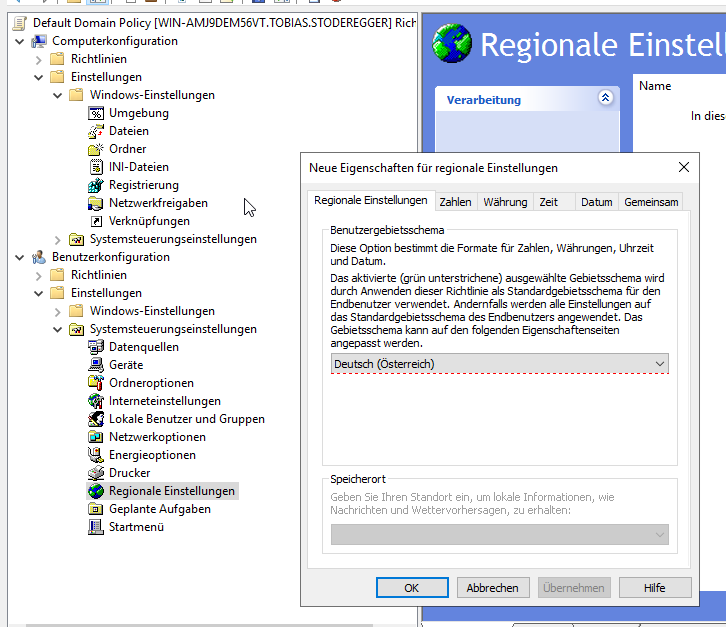 Default Domain Policy [WIN-AMJ9DEM56VT.TOBIAS.STODEREGGER] Rich
Computerkonfiguration
Richtlinien
Einstellungen
Windows-Einstellungen
Umgebung
Dateien
Ordner
INI-Dateien
Registrierung
Netzwerkfreigaben
Verknüpfungen
Systemsteuerungseinstellungen
Benutzerkonfiguration
Richtlinien
Einstellungen
Windows-Einstellungen
Systemsteuerungseinstellungen
Datenquellen
Geräte
Ordneroptionen
Interneteinstellungen
Lokale Benutzer und Gruppen
Netzwerkoptionen
Energieoptionen
Drucker
Regionale Einstellungen
Geplante Aufgaben
Startmenü
Regionale Einstell
Verarbeitung
Name
In dies
Neue Eigenschaften für regionale Einstellungen
Regionale Einstellungen Zahlen Währung Zeit Datum Gemeinsam
Benutzergebietsschema
Diese Option bestimmt die Formate für Zahlen, Währungen, Uhrzeit
und Datum.
Das aktivierte (grün unterstrichene) ausgewählte Gebietsschema wird
durch Anwenden dieser Richtlinie als Standardgebietsschema für den
Endbenutzer verwendet. Andernfalls werden alle Einstellungen auf
das Standardgebietsschema des Endbenutzers angewendet. Das
Gebietsschema kann auf den folgenden Eigenschaftenseiten
angepasst werden.
Deutsch (Österreich)
Speicherort
Geben Sie Ihren Standort ein, um lokale Informationen, wie
Nachrichten und Wettervorhersagen, zu erhalten:
OK Abbrechen Übernehmen Hilfe